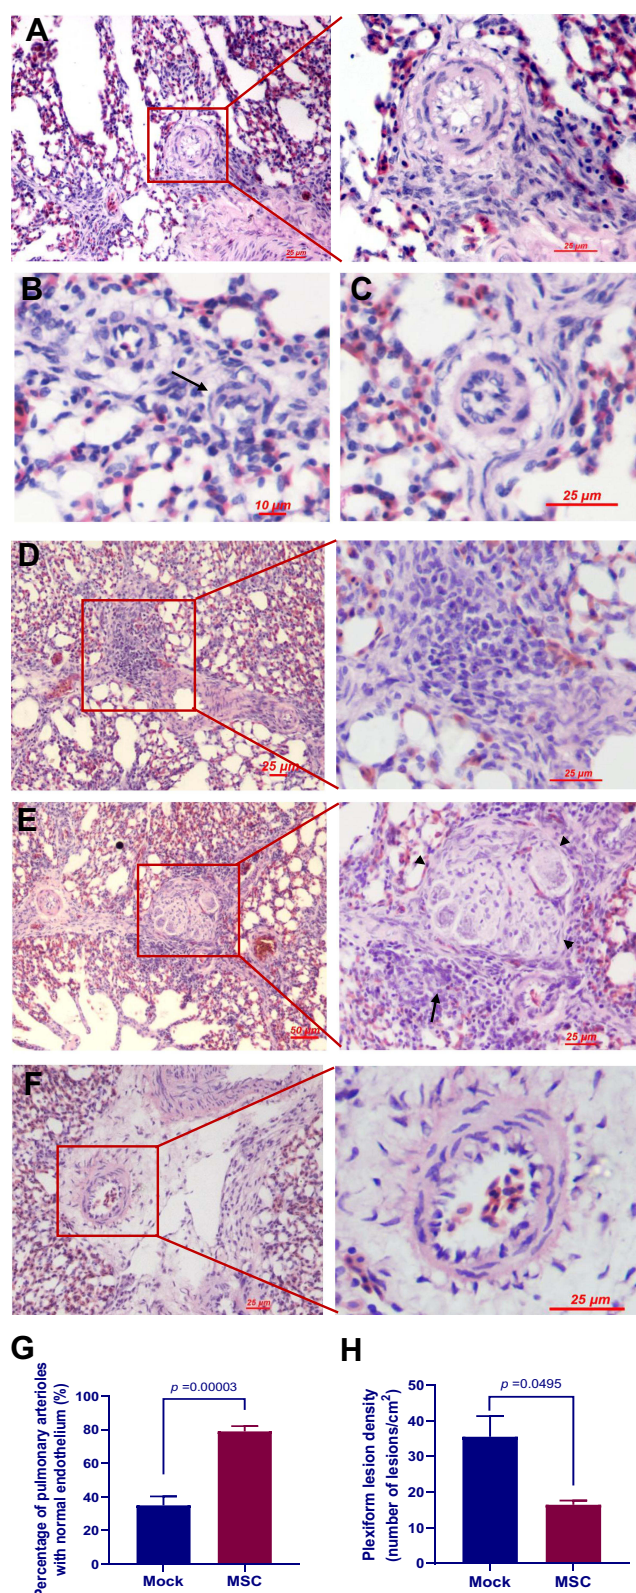 A
25 µm
25 µm
B
10 µm
C
25 µm
D
25 µm
25 µm
E
50 µm
25 µm
F
25 µm
25 µm
G
Percentage of pulmonary arterioles
with normal endothelium (%)
p =0.00003
100
80
60
40
20
0
Mock
MSC
H
Plexiform lesion density
(number of lesions/cm²)
p =0.0495
50
40
30
20
10
0
Mock
MSC